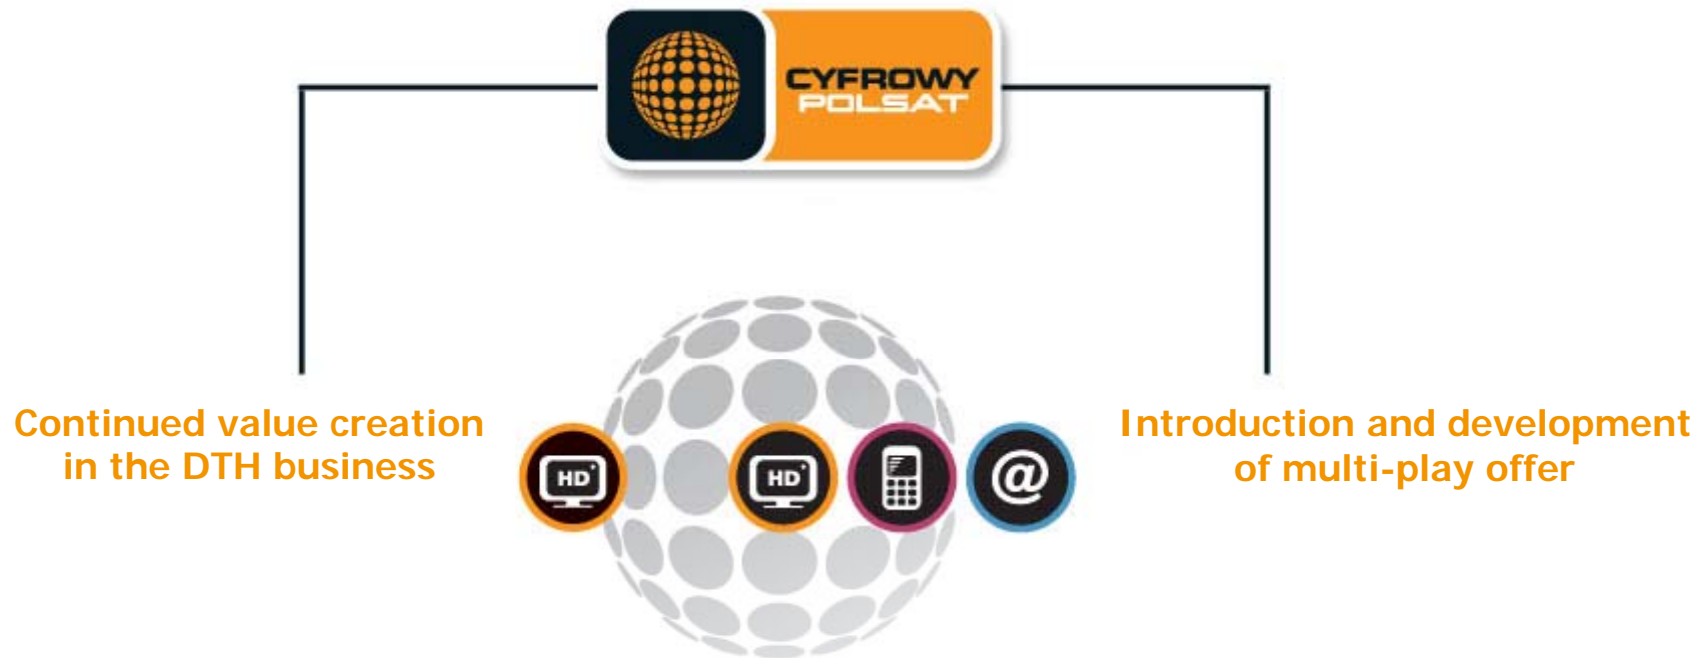 CYFROWY
POLSAT
Continued value creation
in the DTH business
HD+
HD+
@
Introduction and development
of multi-play offer